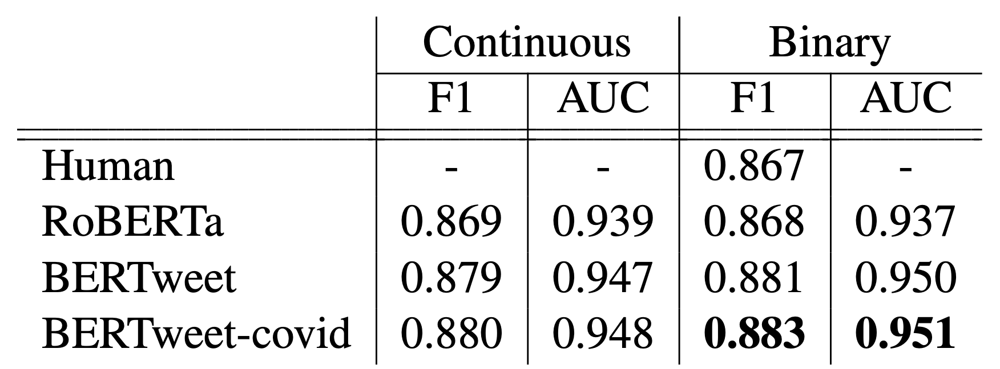 Continuous Binary
F1 AUC F1 AUC
Human - - 0.867 -
RoBERTa 0.869 0.939 0.868 0.937
BERTweet 0.879 0.947 0.881 0.950
BERTweet-covid 0.880 0.948 0.883 0.951